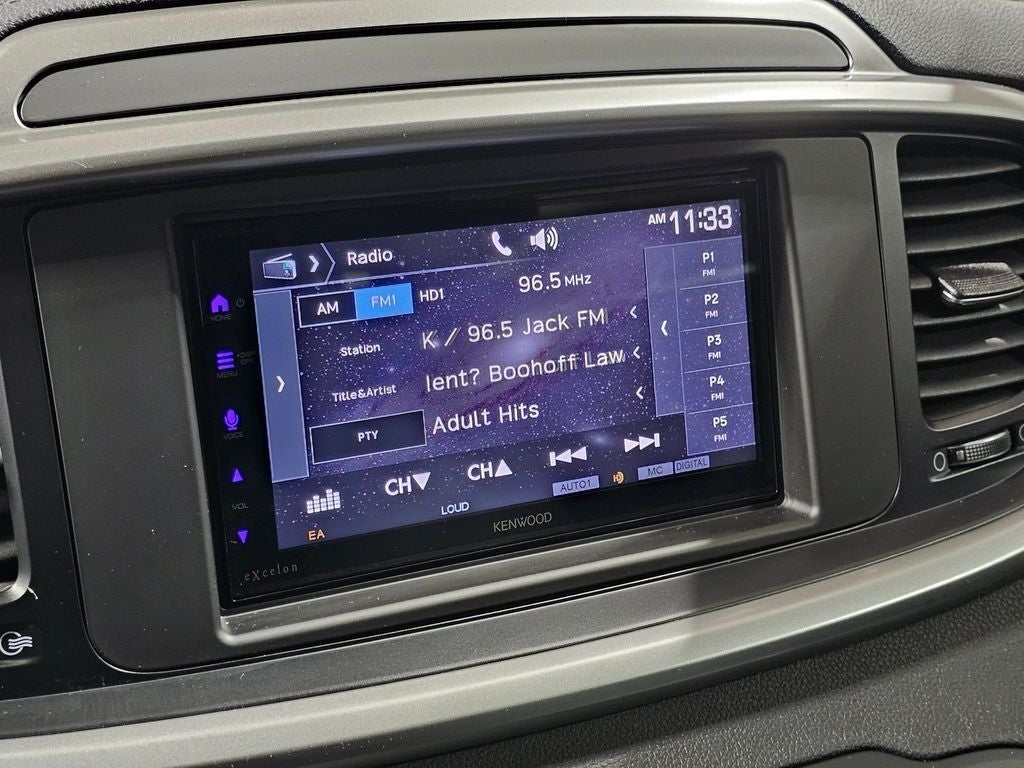 Radio
AM 11:33
AM
FM1
HD1
96.5 MHz
Station
K / 96.5 Jack FM
Title&Artist
lent? Boohoff Law
PTY
Adult Hits
P1
FM1
P2
FM1
P3
FM1
P4
FM1
P5
FM1
CH▼
CH▲
AUTO1
MC
DIGITAL
LOUD
EA
HOME
MENU
VOICE
VOL
KENWOOD
eXcelon